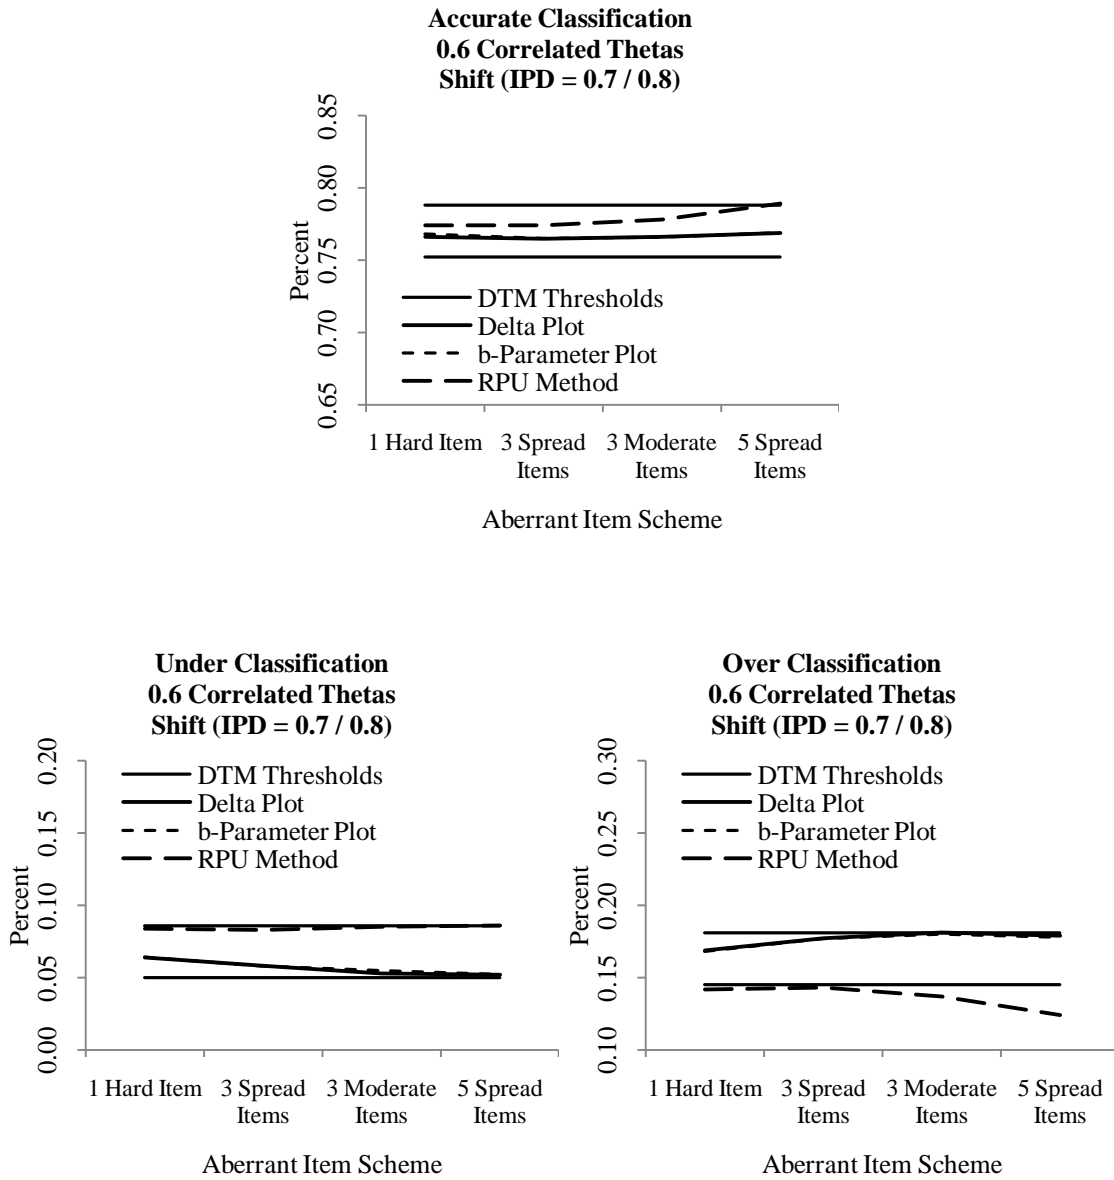 Accurate Classification
0.6 Correlated Thetas
Shift (IPD = 0.7 / 0.8)
0.85
0.80
0.75
0.70
0.65
Percent
DTM Thresholds
Delta Plot
b-Parameter Plot
RPU Method
1 Hard Item
3 Spread
Items
3 Moderate
Items
5 Spread
Items
Aberrant Item Scheme
Under Classification
0.6 Correlated Thetas
Shift (IPD = 0.7 / 0.8)
0.20
0.15
0.10
0.05
0.00
Percent
DTM Thresholds
Delta Plot
b-Parameter Plot
RPU Method
1 Hard Item
3 Spread
Items
3 Moderate
Items
5 Spread
Items
Aberrant Item Scheme
Over Classification
0.6 Correlated Thetas
Shift (IPD = 0.7 / 0.8)
0.30
0.25
0.20
0.15
0.10
Percent
DTM Thresholds
Delta Plot
b-Parameter Plot
RPU Method
1 Hard Item
3 Spread
Items
3 Moderate
Items
5 Spread
Items
Aberrant Item Scheme